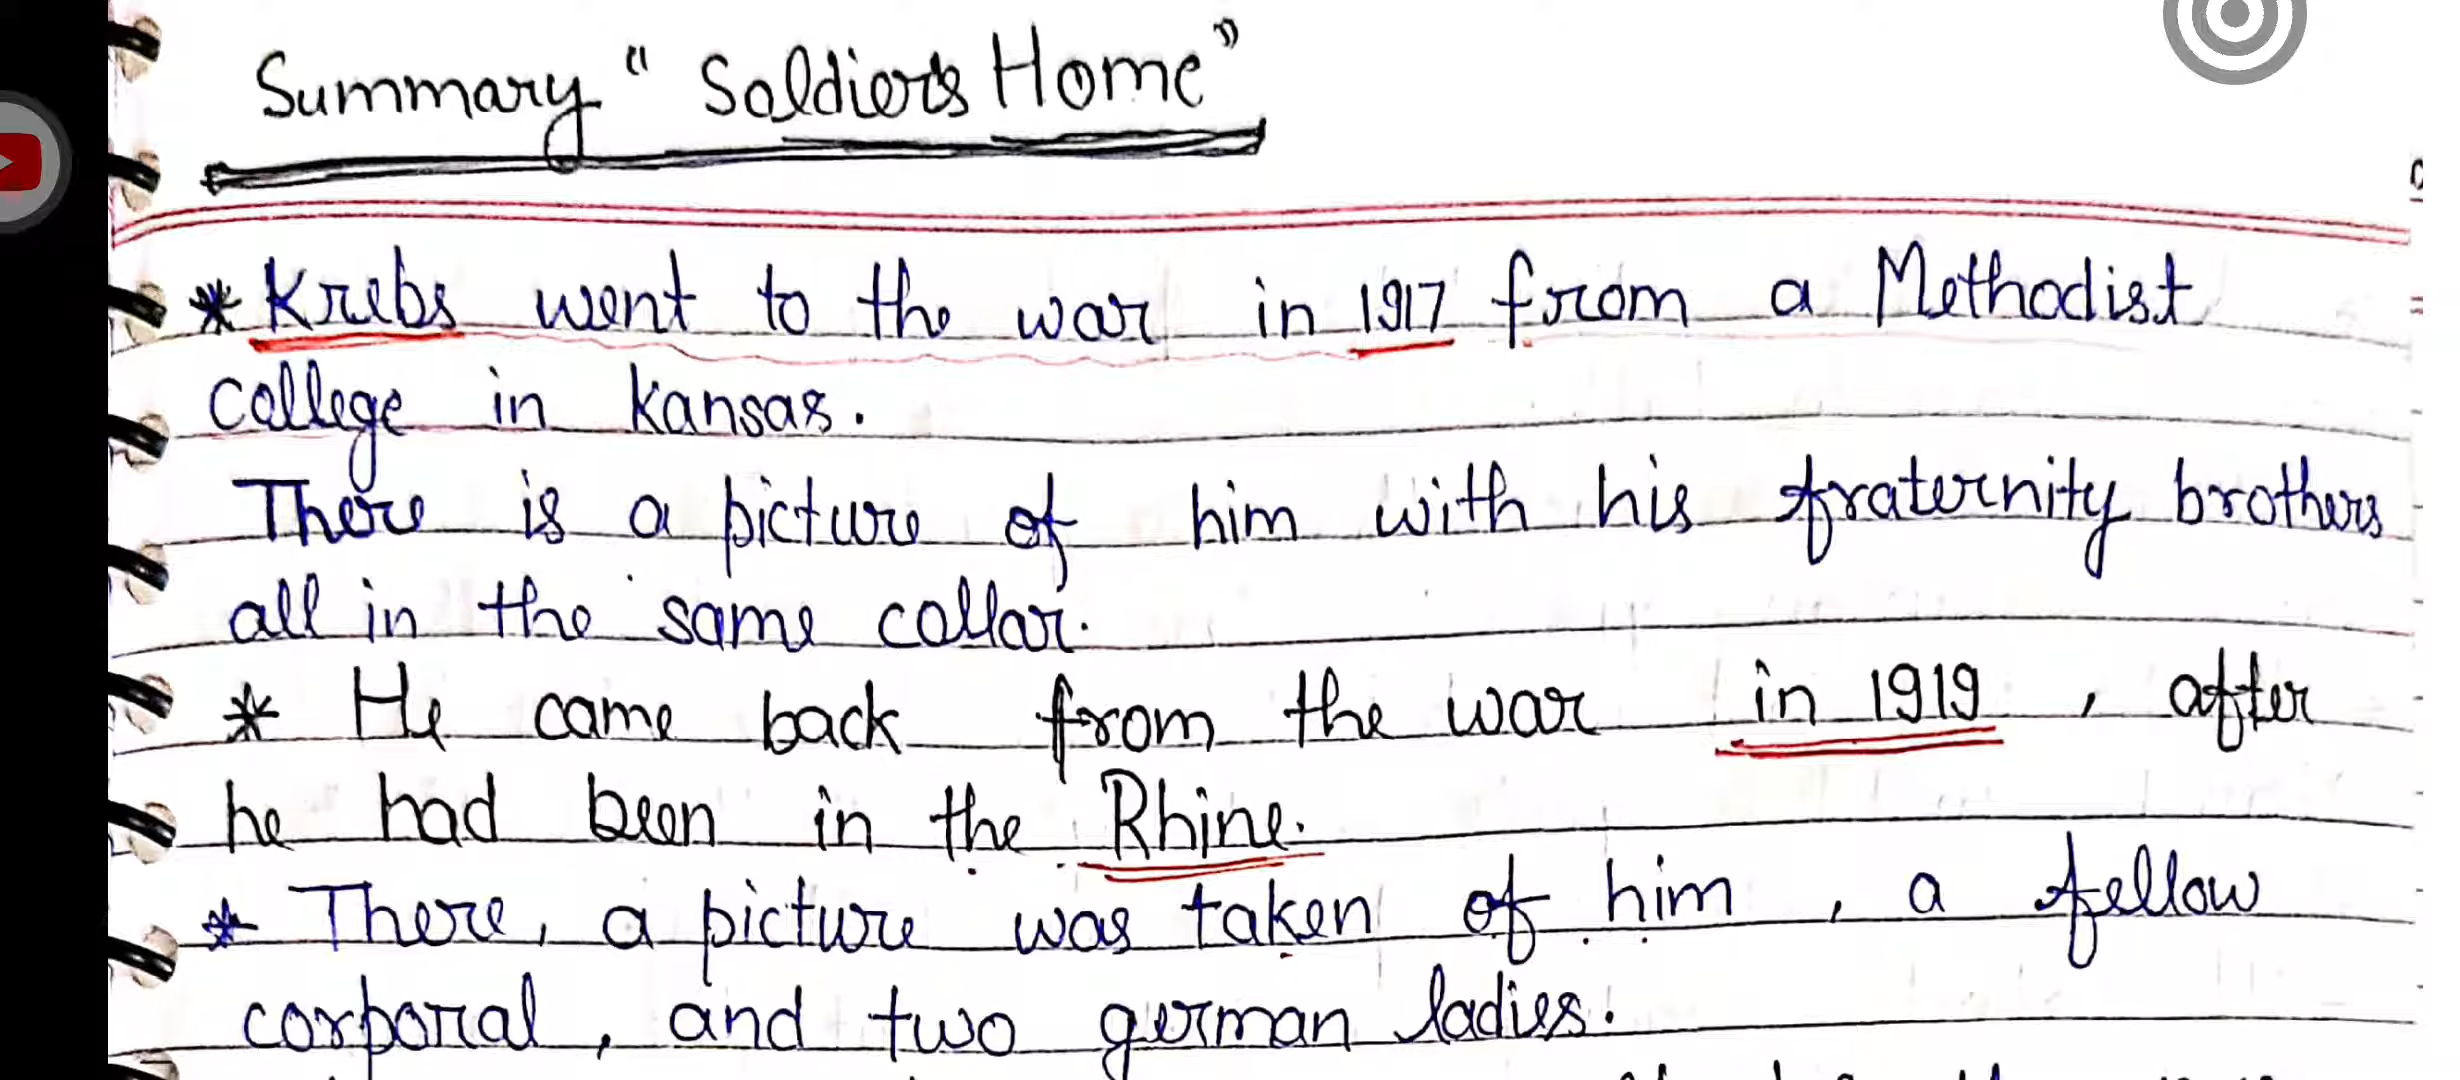 Summary "Soldier's Home"
* Krebs went to the war in 1917 from a Methodist
college in Kansas.
There is a picture of him with his fraternity brothers
all in the same collar.
* He came back from the war in 1919, after
he had been in the Rhine.
* There, a picture was taken of him, a fellow
corporal, and two german ladies.